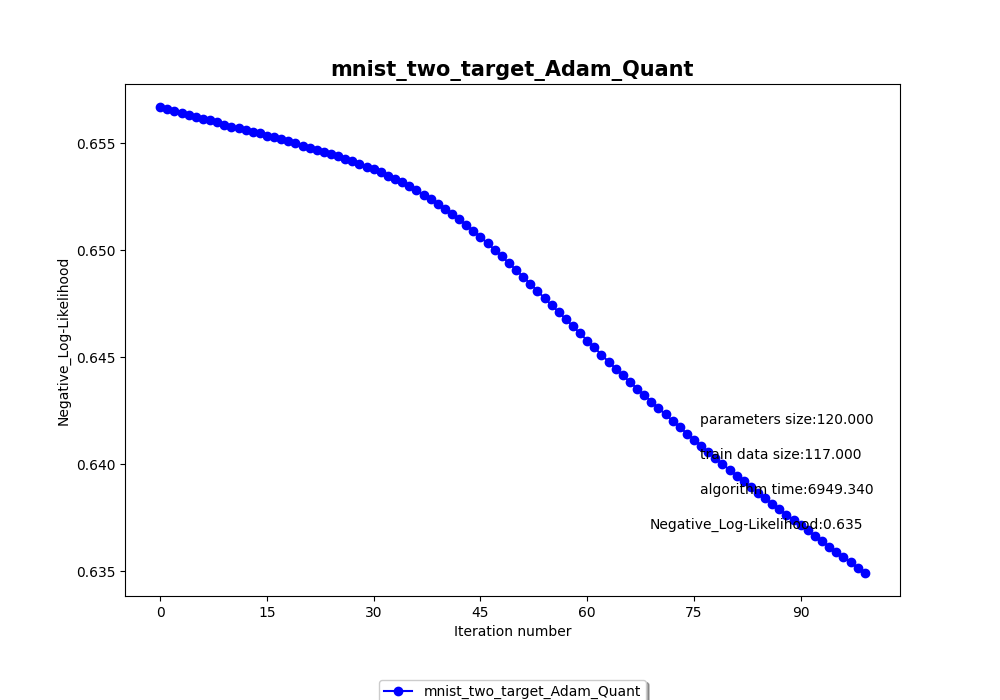 mnist_two_target_Adam_Quant
0.655
0.650
0.645
0.640
0.635
Negative_Log-Likelihood
parameters size:120.000
train data size:117.000
algorithm time:6949.340
Negative_Log-Likelihood:0.635
0 15 30 45 60 75 90
Iteration number
mnist_two_target_Adam_Quant